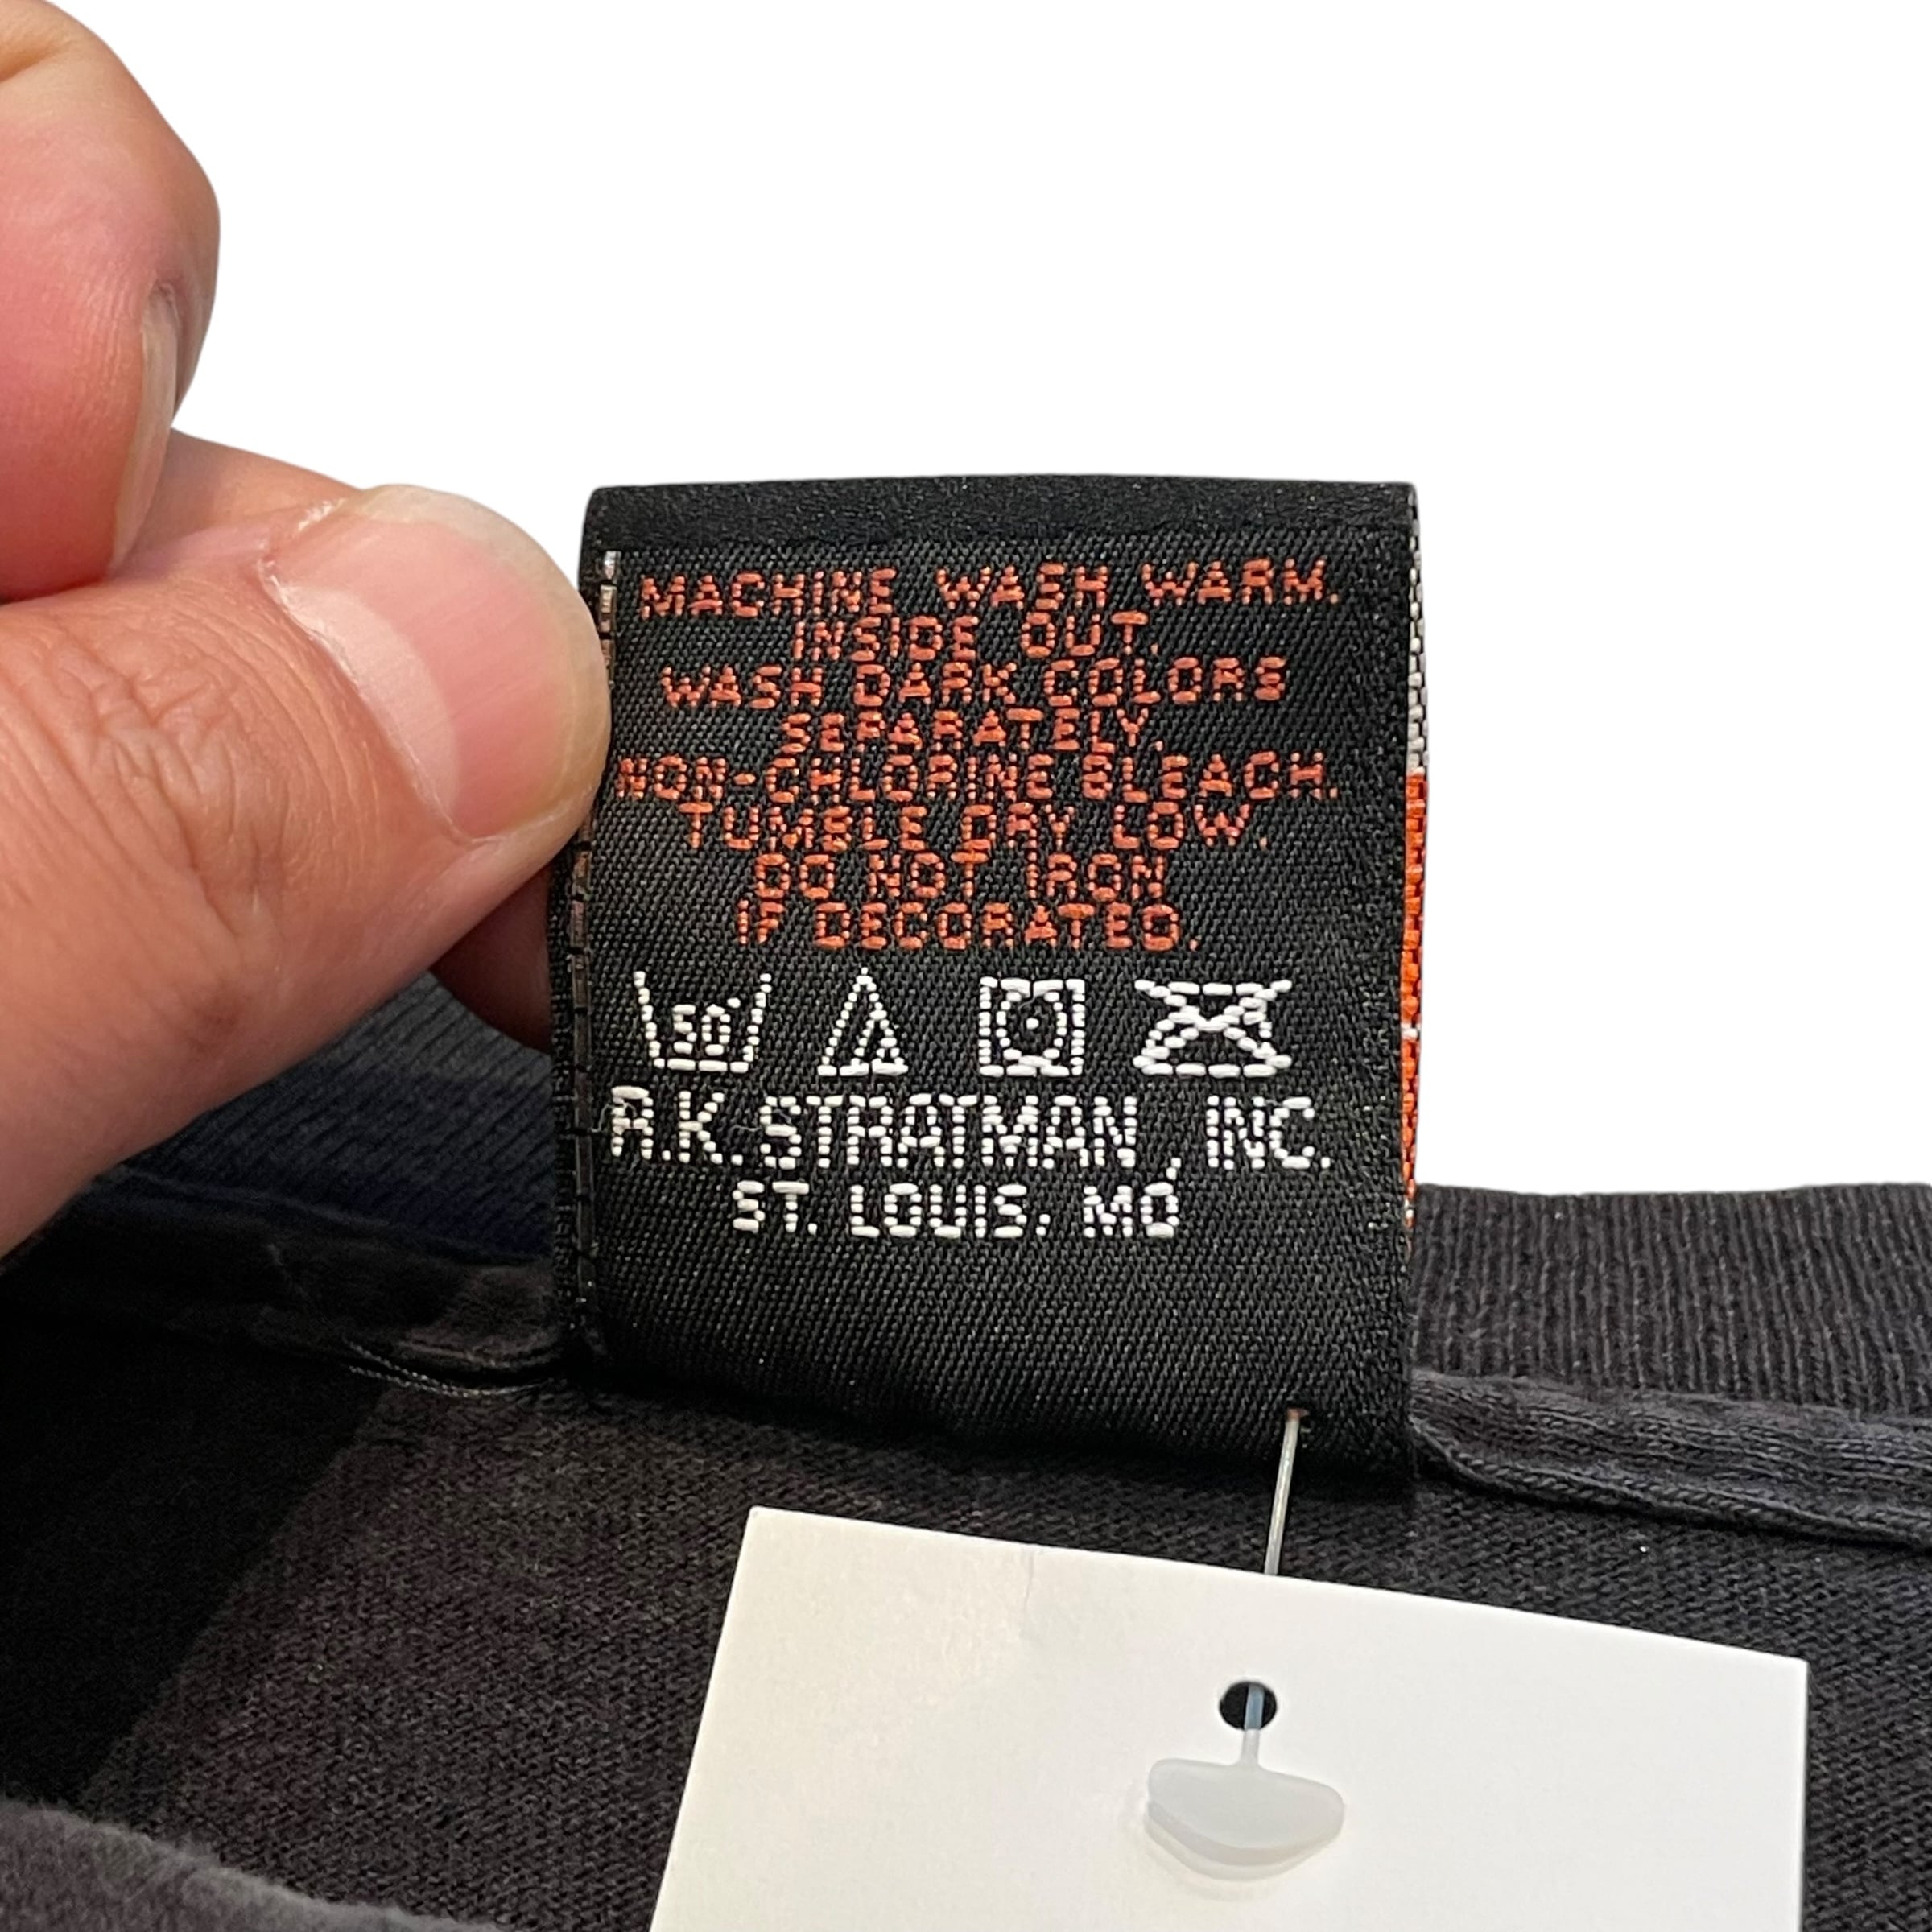 MACHINE WASH WARM.
INSIDE OUT.
WASH DARK COLORS
SEPARATELY.
NON-CHLORINE BLEACH.
TUMBLE DRY LOW.
DO NOT IRON
IF DECORATED.
50°
R.K. STRATMAN, INC.
ST. LOUIS, MO